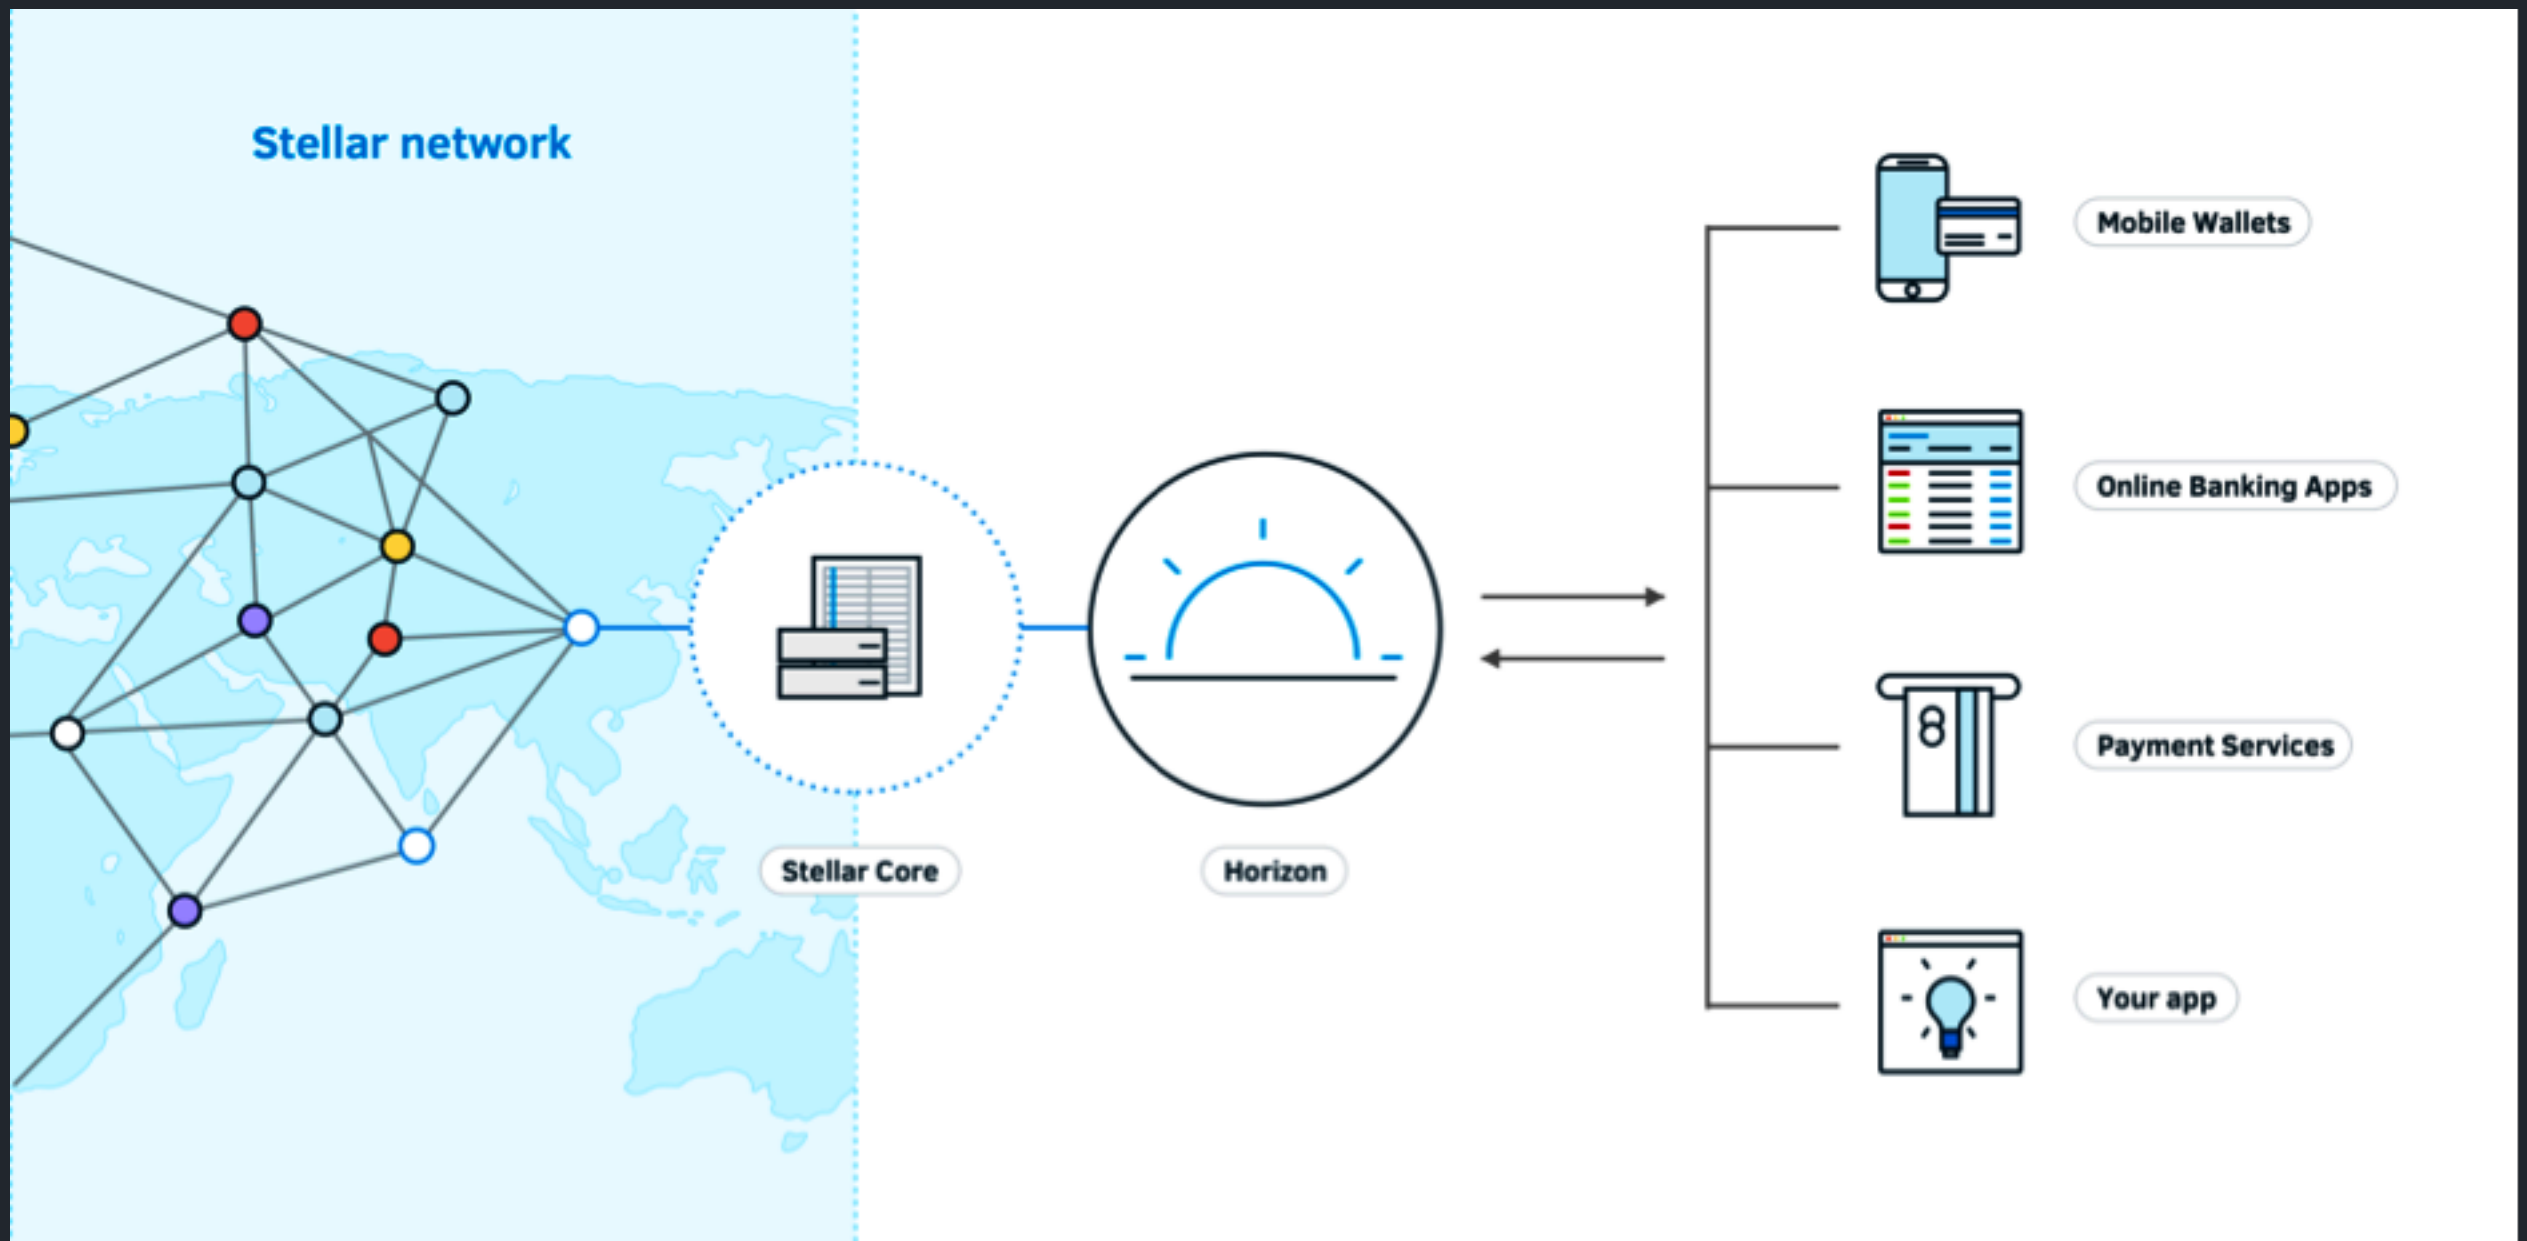 Stellar network
Mobile Wallets
Online Banking Apps
Payment Services
Stellar Core
Horizon
Your app